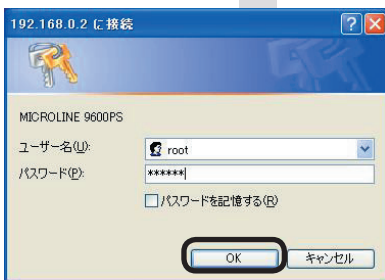 192.168.0.2 に接続
MICROLINE 9600PS
ユーザー名(U):
root
パスワード(P):
******
パスワードを記憶する(R)
OK
キャンセル